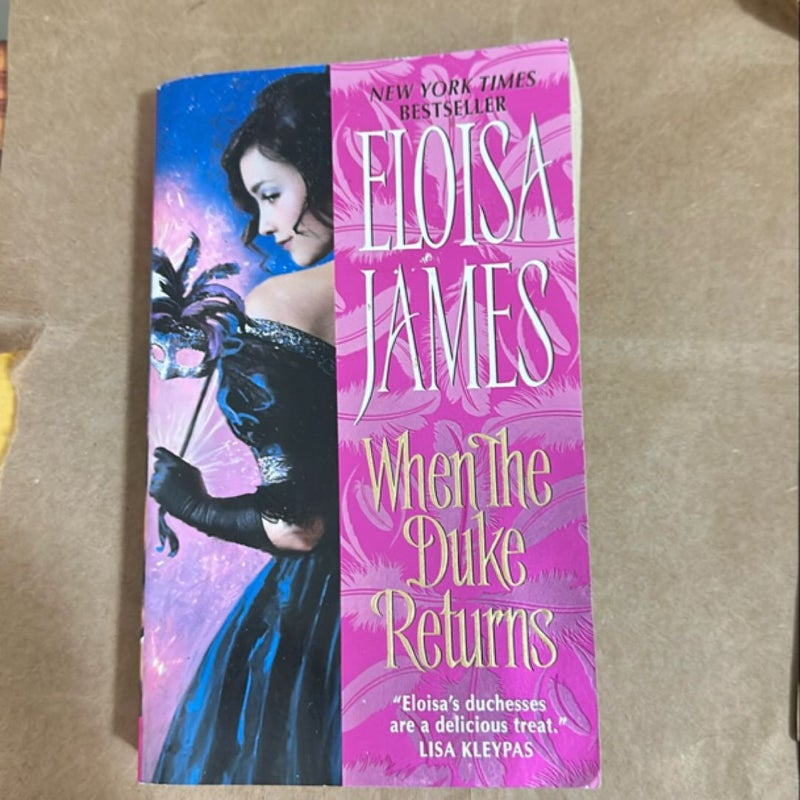 NEW YORK TIMES
BESTSELLER
ELOISA
JAMES
When The
Duke
Returns
“Eloisa’s duchesses
are a delicious treat.”
LISA KLEYPAS